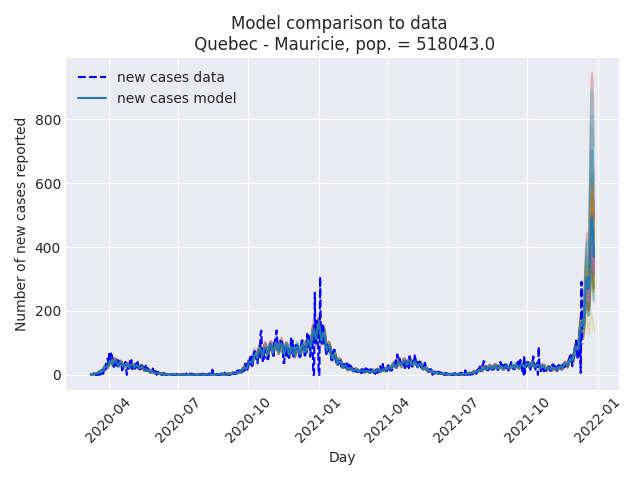 Model comparison to data
Quebec - Mauricie, pop. = 518043.0
new cases data
new cases model
Number of new cases reported
800
600
400
200
0
2020-04
2020-07
2020-10
2021-01
2021-04
2021-07
2021-10
2022-01
Day